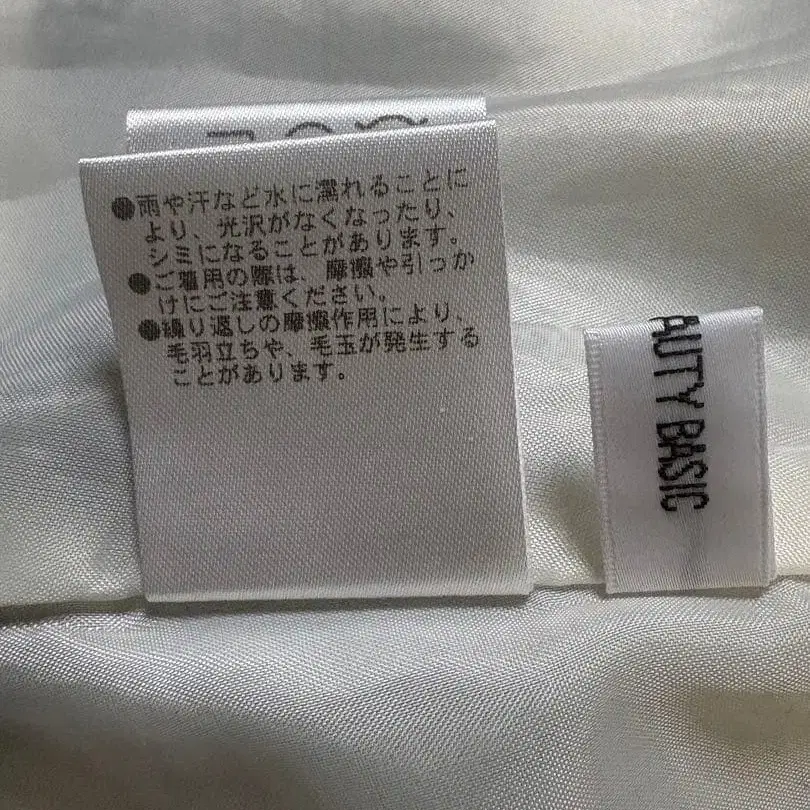 ●雨や汗など水に濡れることに
より、光沢がなくなったり、
シミになることがあります。
●ご着用の際は、摩擦や引っか
けにご注意ください。
●繰り返しの摩擦作用により、
毛羽立ちや、毛玉が発生する
ことがあります。
AUTY BASIC